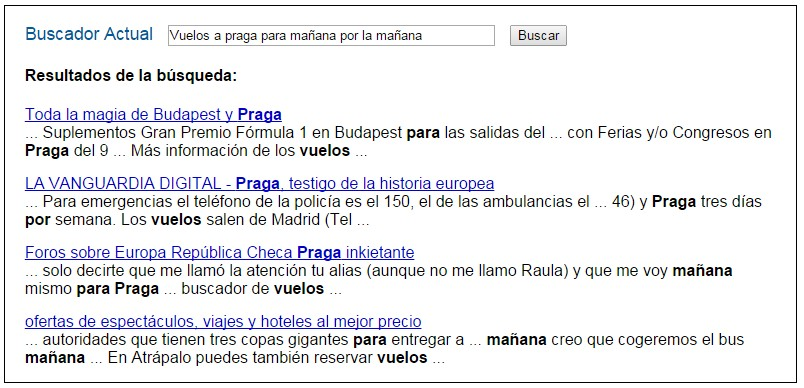 Buscador Actual Vuelos a praga para mañana por la mañana Buscar
Resultados de la búsqueda:
Toda la magia de Budapest y Praga
... Suplementos Gran Premio Fórmula 1 en Budapest para las salidas del ... con Ferias y/o Congresos en
Praga del 9 ... Más información de los vuelos ...
LA VANGUARDIA DIGITAL - Praga, testigo de la historia europea
... Para emergencias el teléfono de la policía es el 150, el de las ambulancias el ... 46) y Praga tres días
por semana. Los vuelos salen de Madrid (Tel ...
Foros sobre Europa República Checa Praga inkietante
... solo decirte que me llamó la atención tu alias (aunque no me llamo Raula) y que me voy mañana
mismo para Praga ... buscador de vuelos ...
ofertas de espectáculos, viajes y hoteles al mejor precio
... autoridades que tienen tres copas gigantes para entregar a ... mañana creo que cogeremos el bus
mañana ... En Atrápalo puedes también reservar vuelos ...